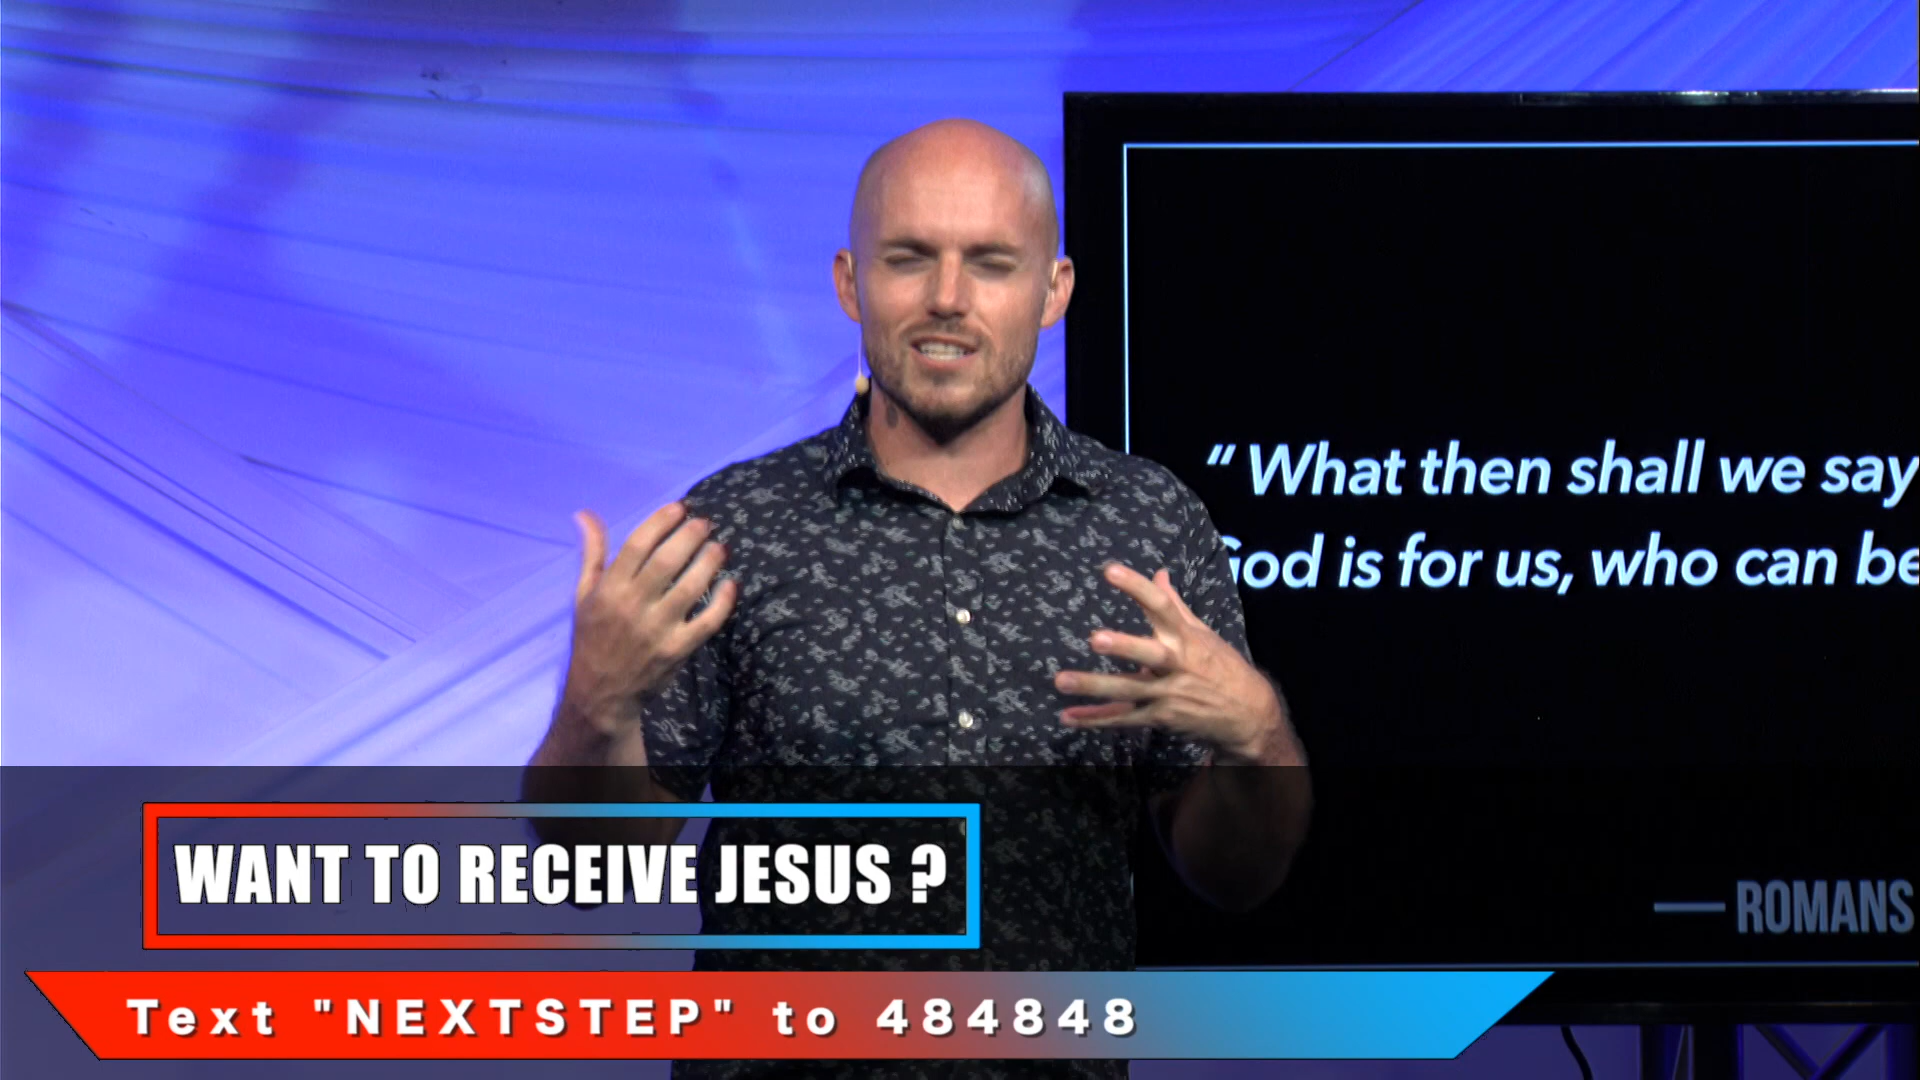 “ What then shall we say
God is for us, who can be
— ROMANS
WANT TO RECEIVE JESUS ?
Text "NEXTSTEP" to 484848